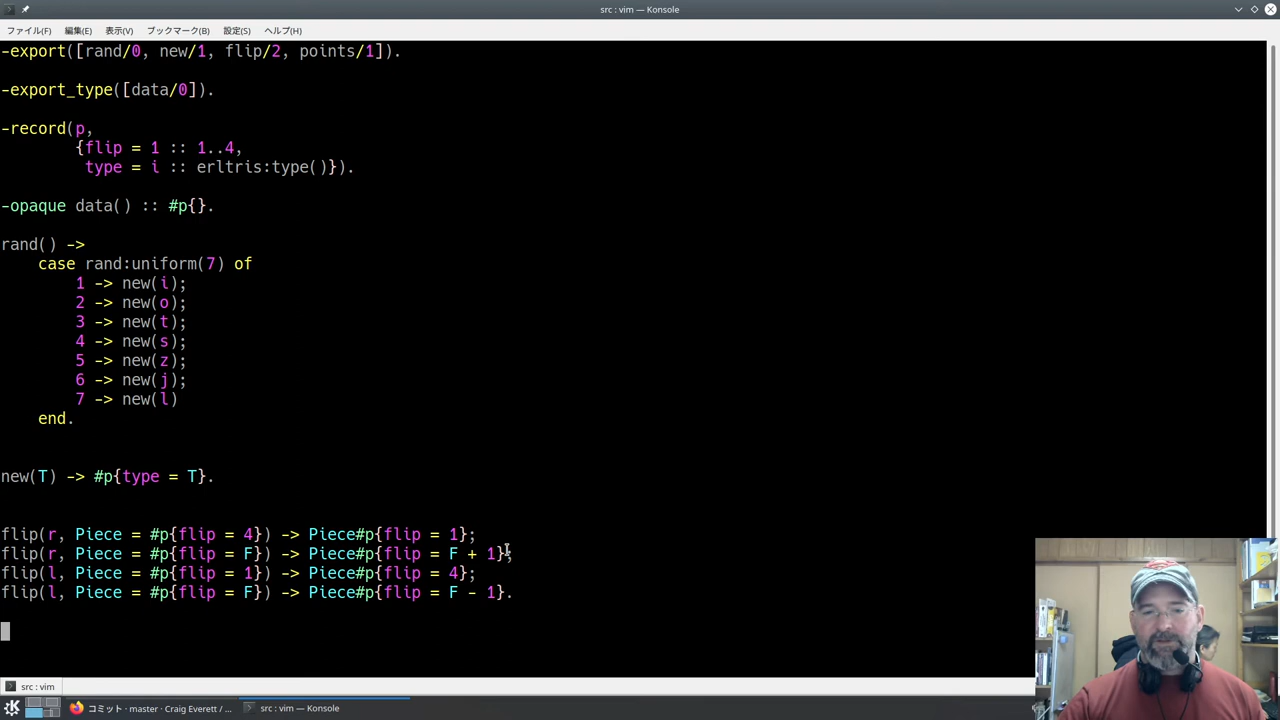 src : vim — Konsole
ファイル(F) 編集(E) 表示(V) ブックマーク(B) 設定(S) ヘルプ(H)
-export([rand/0, new/1, flip/2, points/1]).
-export_type([data/0]).
-record(p,
{flip = 1 :: 1..4,
type = i :: erltris:type()}).
-opaque data() :: #p{}.
rand() ->
case rand:uniform(7) of
1 -> new(i);
2 -> new(o);
3 -> new(t);
4 -> new(s);
5 -> new(z);
6 -> new(j);
7 -> new(l)
end.
new(T) -> #p{type = T}.
flip(r, Piece = #p{flip = 4}) -> Piece#p{flip = 1};
flip(r, Piece = #p{flip = F}) -> Piece#p{flip = F + 1};
flip(l, Piece = #p{flip = 1}) -> Piece#p{flip = 4};
flip(l, Piece = #p{flip = F}) -> Piece#p{flip = F - 1}.
src : vim
コミット · master · Craig Everett / ... src : vim — Konsole